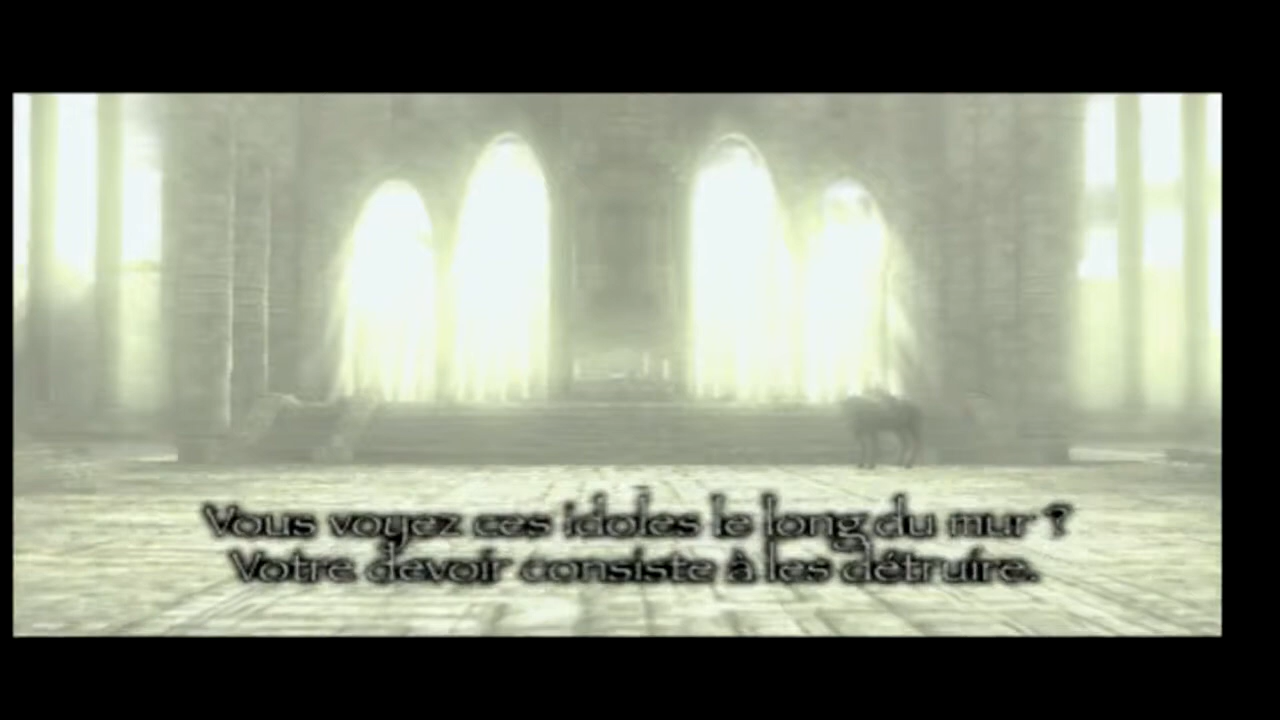 Vous voyez ces idoles le long du mur ?
Votre devoir consiste à les détruire.